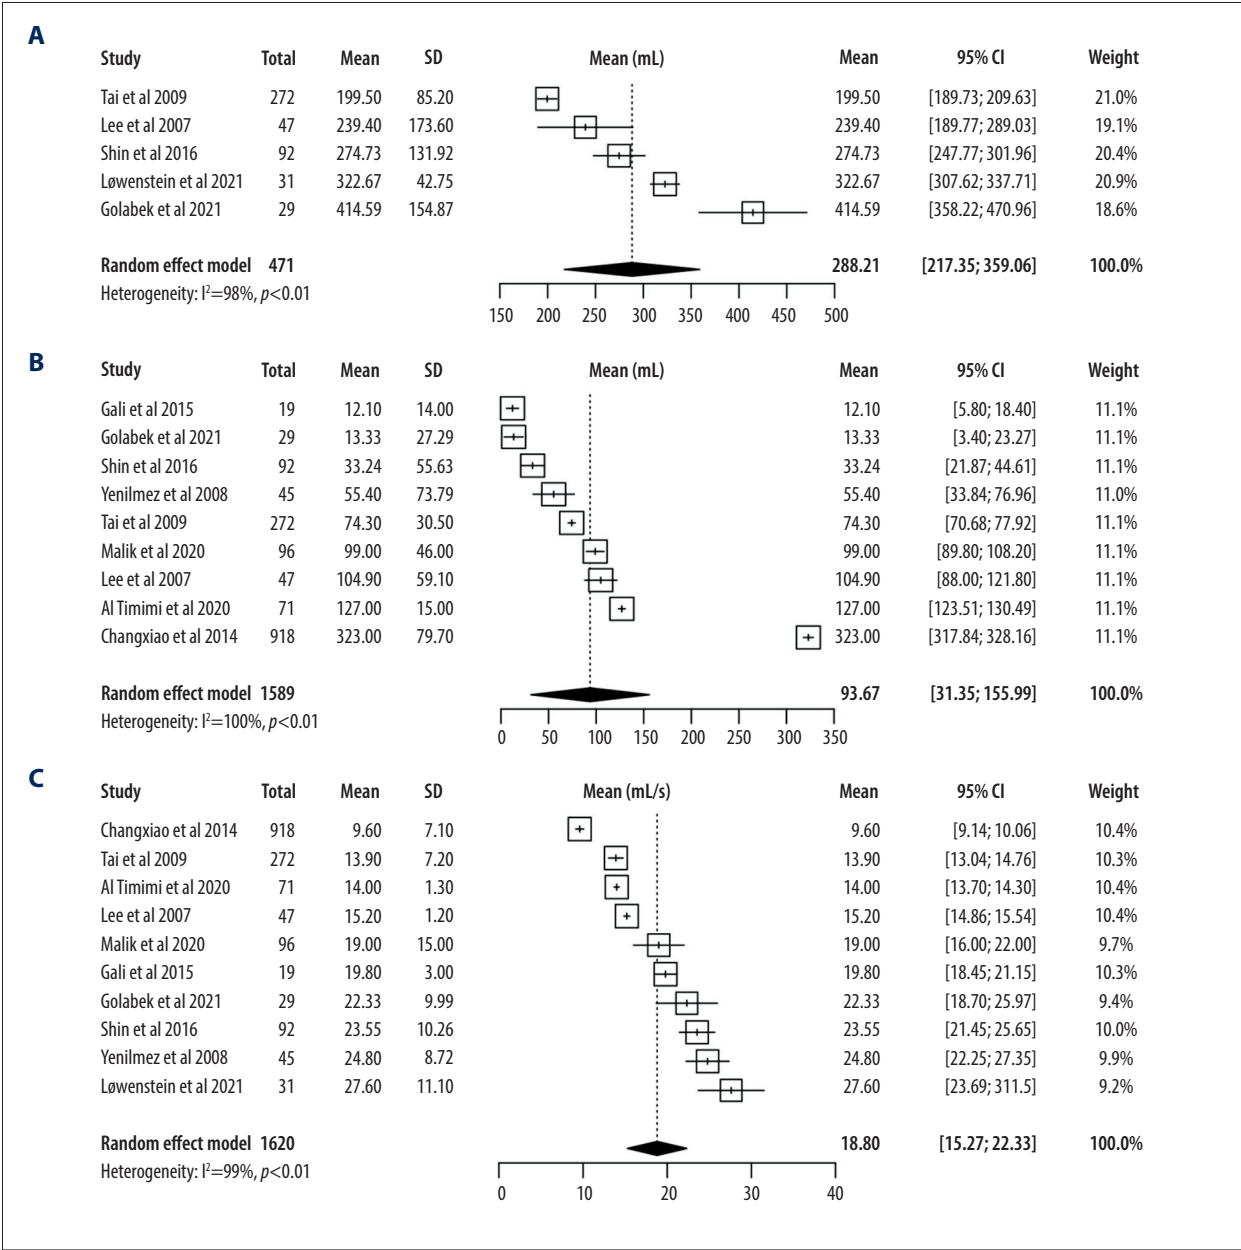 A
Study Total Mean SD Mean (mL) Mean 95% CI Weight
Tai et al 2009 272 199.50 85.20 199.50 [189.73; 209.63] 21.0%
Lee et al 2007 47 239.40 173.60 239.40 [189.77; 289.03] 19.1%
Shin et al 2016 92 274.73 131.92 274.73 [247.77; 301.96] 20.4%
Løwenstein et al 2021 31 322.67 42.75 322.67 [307.62; 337.71] 20.9%
Golabek et al 2021 29 414.59 154.87 414.59 [358.22; 470.96] 18.6%
Random effect model 471 288.21 [217.35; 359.06] 100.0%
Heterogeneity: I²=98%, p<0.01
150 200 250 300 350 400 450 500
B
Study Total Mean SD Mean (mL) Mean 95% CI Weight
Gali et al 2015 19 12.10 14.00 12.10 [5.80; 18.40] 11.1%
Golabek et al 2021 29 13.33 27.29 13.33 [3.40; 23.27] 11.1%
Shin et al 2016 92 33.24 55.63 33.24 [21.87; 44.61] 11.1%
Yenilmez et al 2008 45 55.40 73.79 55.40 [33.84; 76.96] 11.0%
Tai et al 2009 272 74.30 30.50 74.30 [70.68; 77.92] 11.1%
Malik et al 2020 96 99.00 46.00 99.00 [89.80; 108.20] 11.1%
Lee et al 2007 47 104.90 59.10 104.90 [88.00; 121.80] 11.1%
Al Timimi et al 2020 71 127.00 15.00 127.00 [123.51; 130.49] 11.1%
Changxiao et al 2014 918 323.00 79.70 323.00 [317.84; 328.16] 11.1%
Random effect model 1589 93.67 [31.35; 155.99] 100.0%
Heterogeneity: I²=100%, p<0.01
0 50 100 150 200 250 300 350
C
Study Total Mean SD Mean (mL/s) Mean 95% CI Weight
Changxiao et al 2014 918 9.60 7.10 9.60 [9.14; 10.06] 10.4%
Tai et al 2009 272 13.90 7.20 13.90 [13.04; 14.76] 10.3%
Al Timimi et al 2020 71 14.00 1.30 14.00 [13.70; 14.30] 10.4%
Lee et al 2007 47 15.20 1.20 15.20 [14.86; 15.54] 10.4%
Malik et al 2020 96 19.00 15.00 19.00 [16.00; 22.00] 9.7%
Gali et al 2015 19 19.80 3.00 19.80 [18.45; 21.15] 10.3%
Golabek et al 2021 29 22.33 9.99 22.33 [18.70; 25.97] 9.4%
Shin et al 2016 92 23.55 10.26 23.55 [21.45; 25.65] 10.0%
Yenilmez et al 2008 45 24.80 8.72 24.80 [22.25; 27.35] 9.9%
Løwenstein et al 2021 31 27.60 11.10 27.60 [23.69; 311.5] 9.2%
Random effect model 1620 18.80 [15.27; 22.33] 100.0%
Heterogeneity: I²=99%, p<0.01
0 10 20 30 40